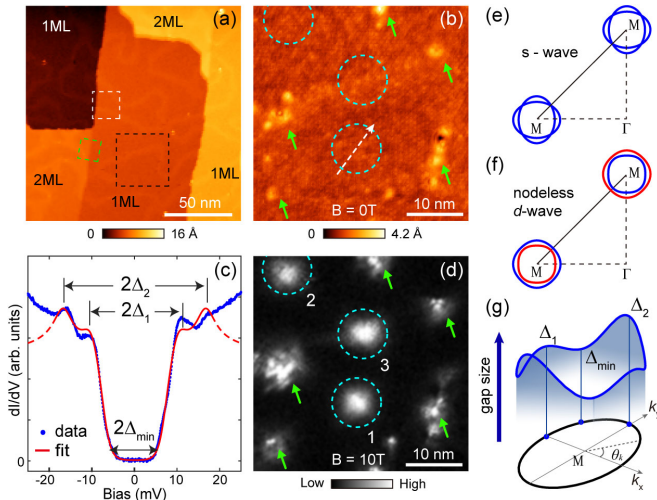 (a)
1ML
2ML
2ML
1ML
1ML
50 nm
0 16 Å
(b)
B = 0T
10 nm
0 4.2 Å
(c)
2Δ2
2Δ1
2Δmin
dI/dV (arb. units)
0
data
fit
-20 -10 0 10 20
Bias (mV)
(d)
2
3
1
B = 10T
10 nm
Low High
(e)
s - wave
M
M
Γ
(f)
nodeless
d-wave
M
M
Γ
(g)
gap size
Δ1
Δmin
Δ2
ky
M
θk
kx